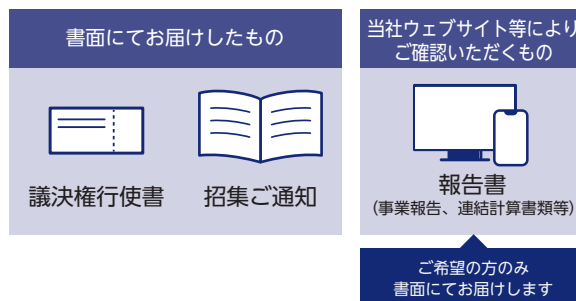 書面にてお届けしたもの
議決権行使書
招集ご通知
当社ウェブサイト等により
ご確認いただくもの
報告書
(事業報告、連結計算書類等)
ご希望の方のみ
書面にてお届けします